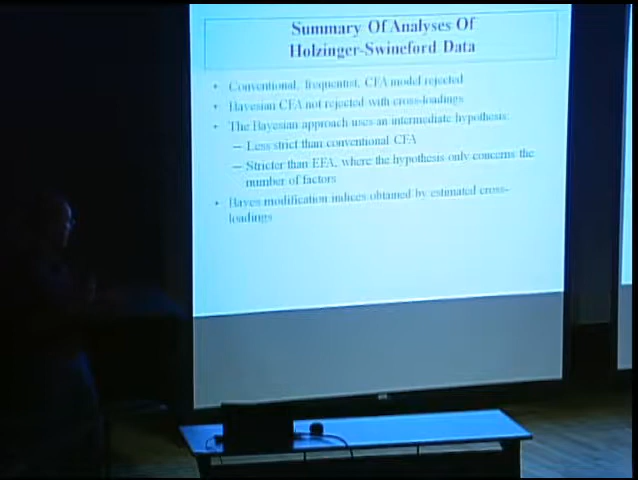 Summary Of Analyses Of
Holzinger-Swineford Data
• Conventional, frequentist, CFA model rejected
• Bayesian CFA not rejected with cross-loadings
• The Bayesian approach uses an intermediate hypothesis:
– Less strict than conventional CFA
– Stricter than EFA, where the hypothesis only concerns the
number of factors
• Bayes modification indices obtained by estimated cross-
loadings